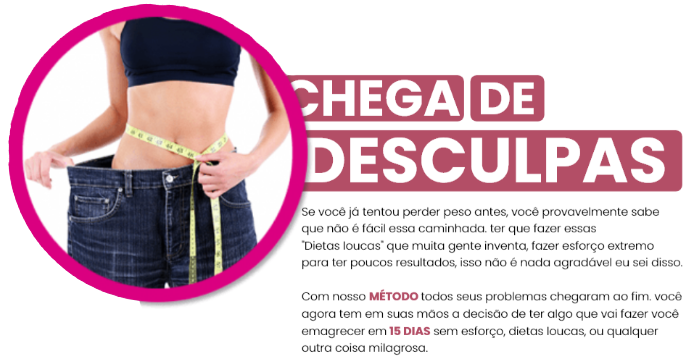 CHEGA DE
DESCULPAS
Se você já tentou perder peso antes, você provavelmente sabe
que não é fácil essa caminhada. ter que fazer essas
"Dietas loucas" que muita gente inventa, fazer esforço extremo
para ter poucos resultados, isso não é nada agradável eu sei disso.
Com nosso MÉTODO todos seus problemas chegaram ao fim. você
agora tem em suas mãos a decisão de ter algo que vai fazer você
emagrecer em 15 DIAS sem esforço, dietas loucas, ou qualquer
outra coisa milagrosa.